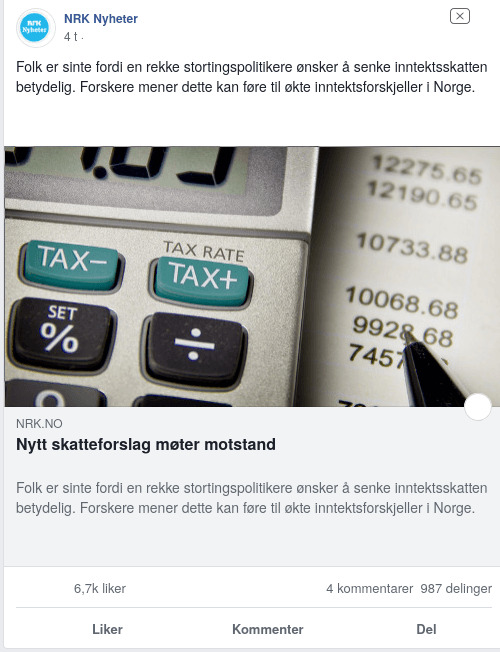 NRK Nyheter
NRK
Nyheter
4 t ·
Folk er sinte fordi en rekke stortingspolitikere ønsker å senke inntektsskatten
betydelig. Forskere mener dette kan føre til økte inntektsforskjeller i Norge.
12275.65
12190.65
10733.88
10068.68
9928.68
TAX−
TAX RATE
TAX+
SET
%
÷
NRK.NO
Nytt skatteforslag møter motstand
Folk er sinte fordi en rekke stortingspolitikere ønsker å senke inntektsskatten
betydelig. Forskere mener dette kan føre til økte inntektsforskjeller i Norge.
6,7k liker
4 kommentarer 987 delinger
Liker Kommenter Del